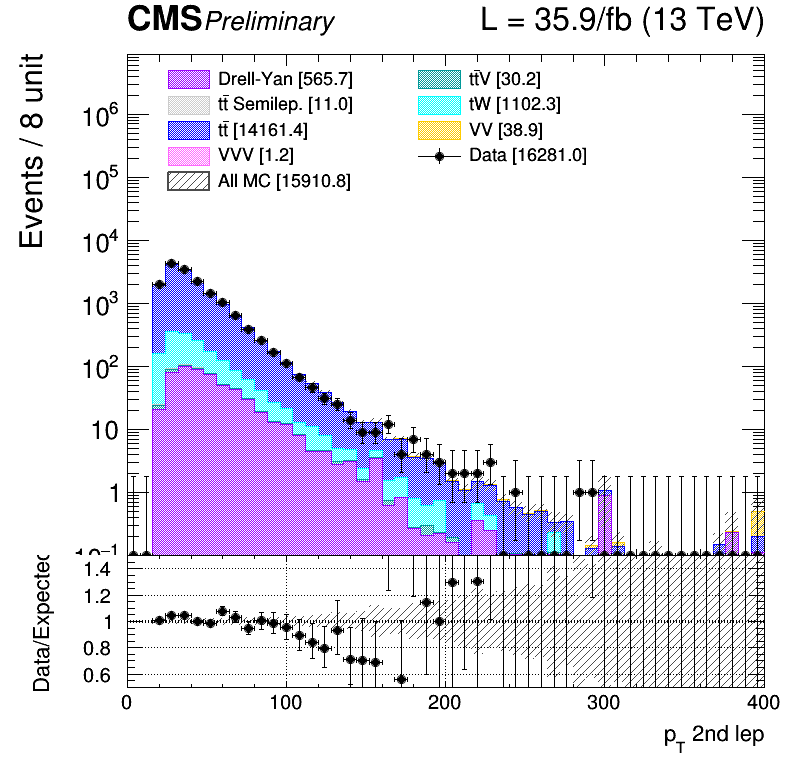 CMS Preliminary L = 35.9/fb (13 TeV)
Events / 8 unit
Drell-Yan [565.7]
tt̄ Semilep. [11.0]
tt̄ [14161.4]
VVV [1.2]
All MC [15910.8]
tt̄V [30.2]
tW [1102.3]
VV [38.9]
Data [16281.0]
10⁶
10⁵
10⁴
10³
10²
10
1
10⁻¹
Data/Expected
1.4
1.2
1
0.8
0.6
0 100 200 300 400
p_T 2nd lep